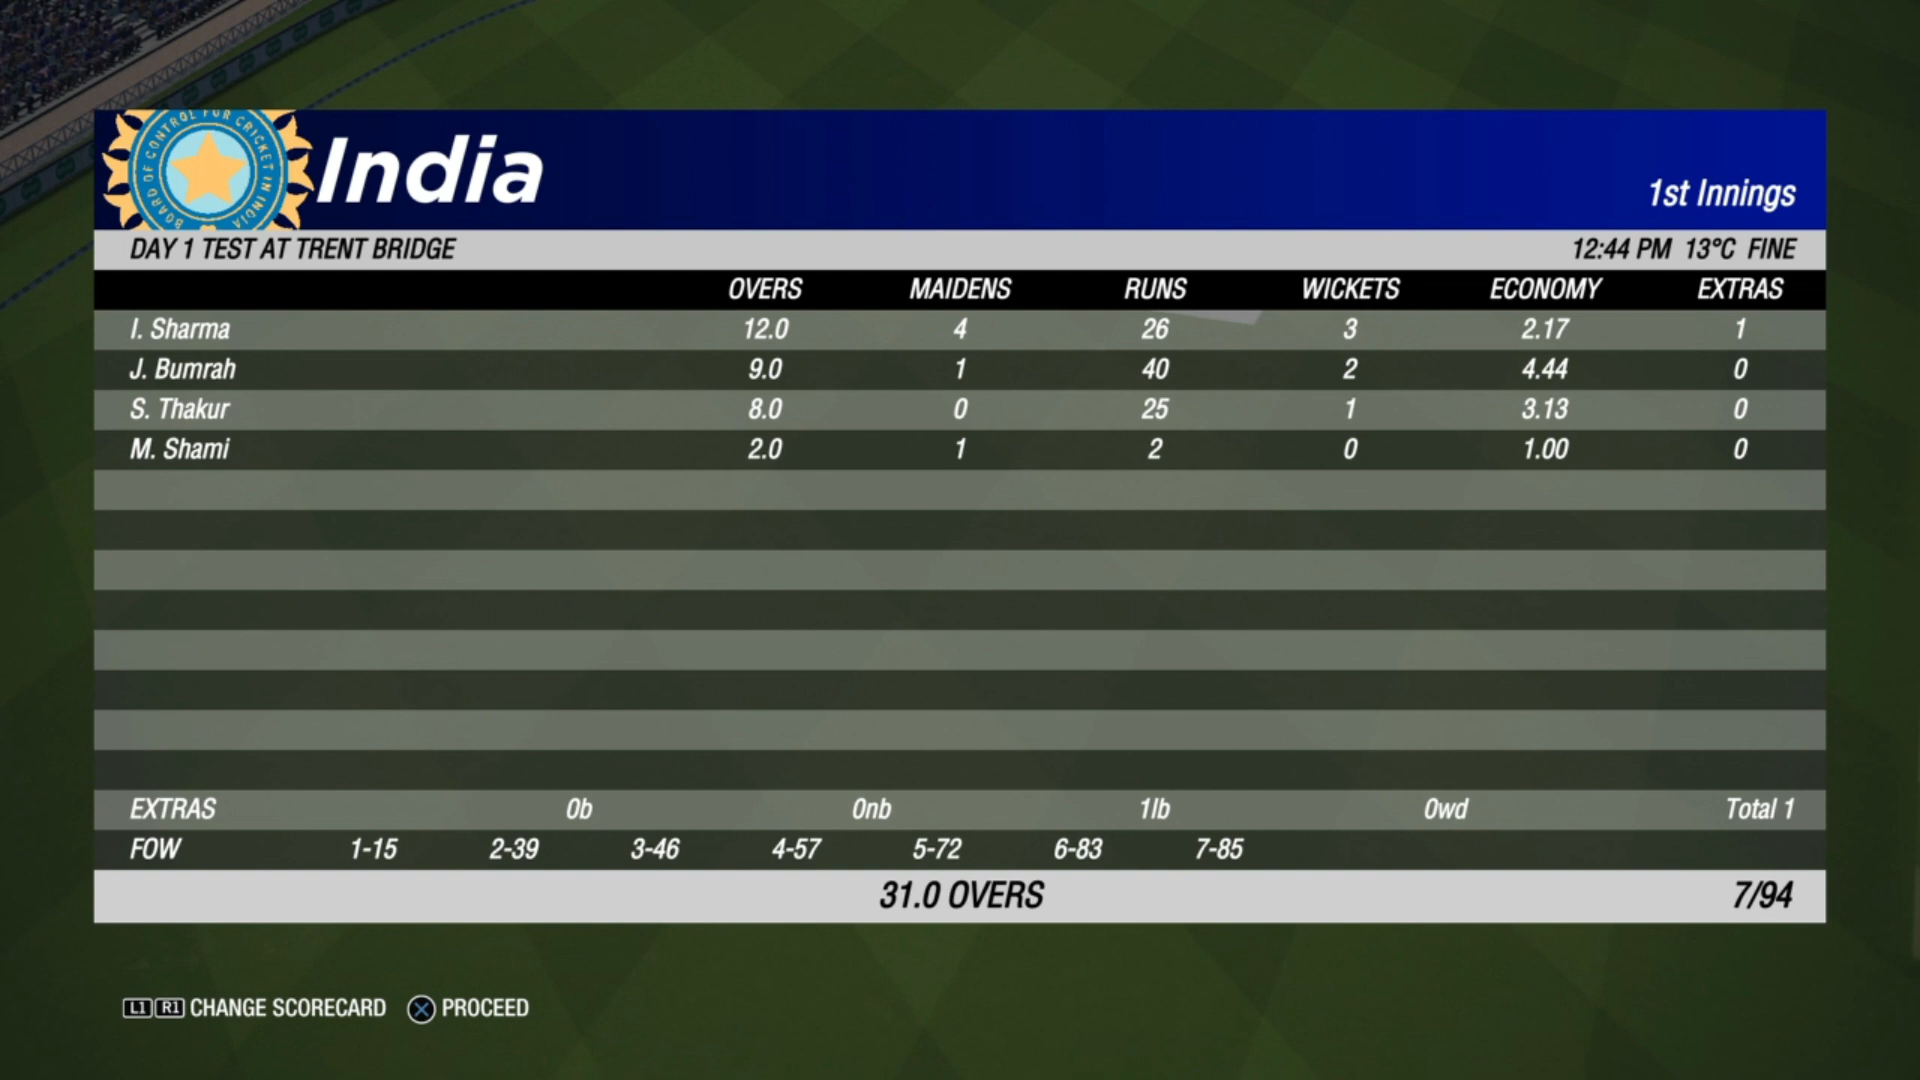 BOARD OF CONTROL FOR CRICKET IN INDIA
India
1st Innings
DAY 1 TEST AT TRENT BRIDGE 12:44 PM 13°C FINE
OVERS MAIDENS RUNS WICKETS ECONOMY EXTRAS
I. Sharma 12.0 4 26 3 2.17 1
J. Bumrah 9.0 1 40 2 4.44 0
S. Thakur 8.0 0 25 1 3.13 0
M. Shami 2.0 1 2 0 1.00 0
EXTRAS 0b 0nb 1lb 0wd Total 1
FOW 1-15 2-39 3-46 4-57 5-72 6-83 7-85
31.0 OVERS 7/94
L1 R1 CHANGE SCORECARD PROCEED